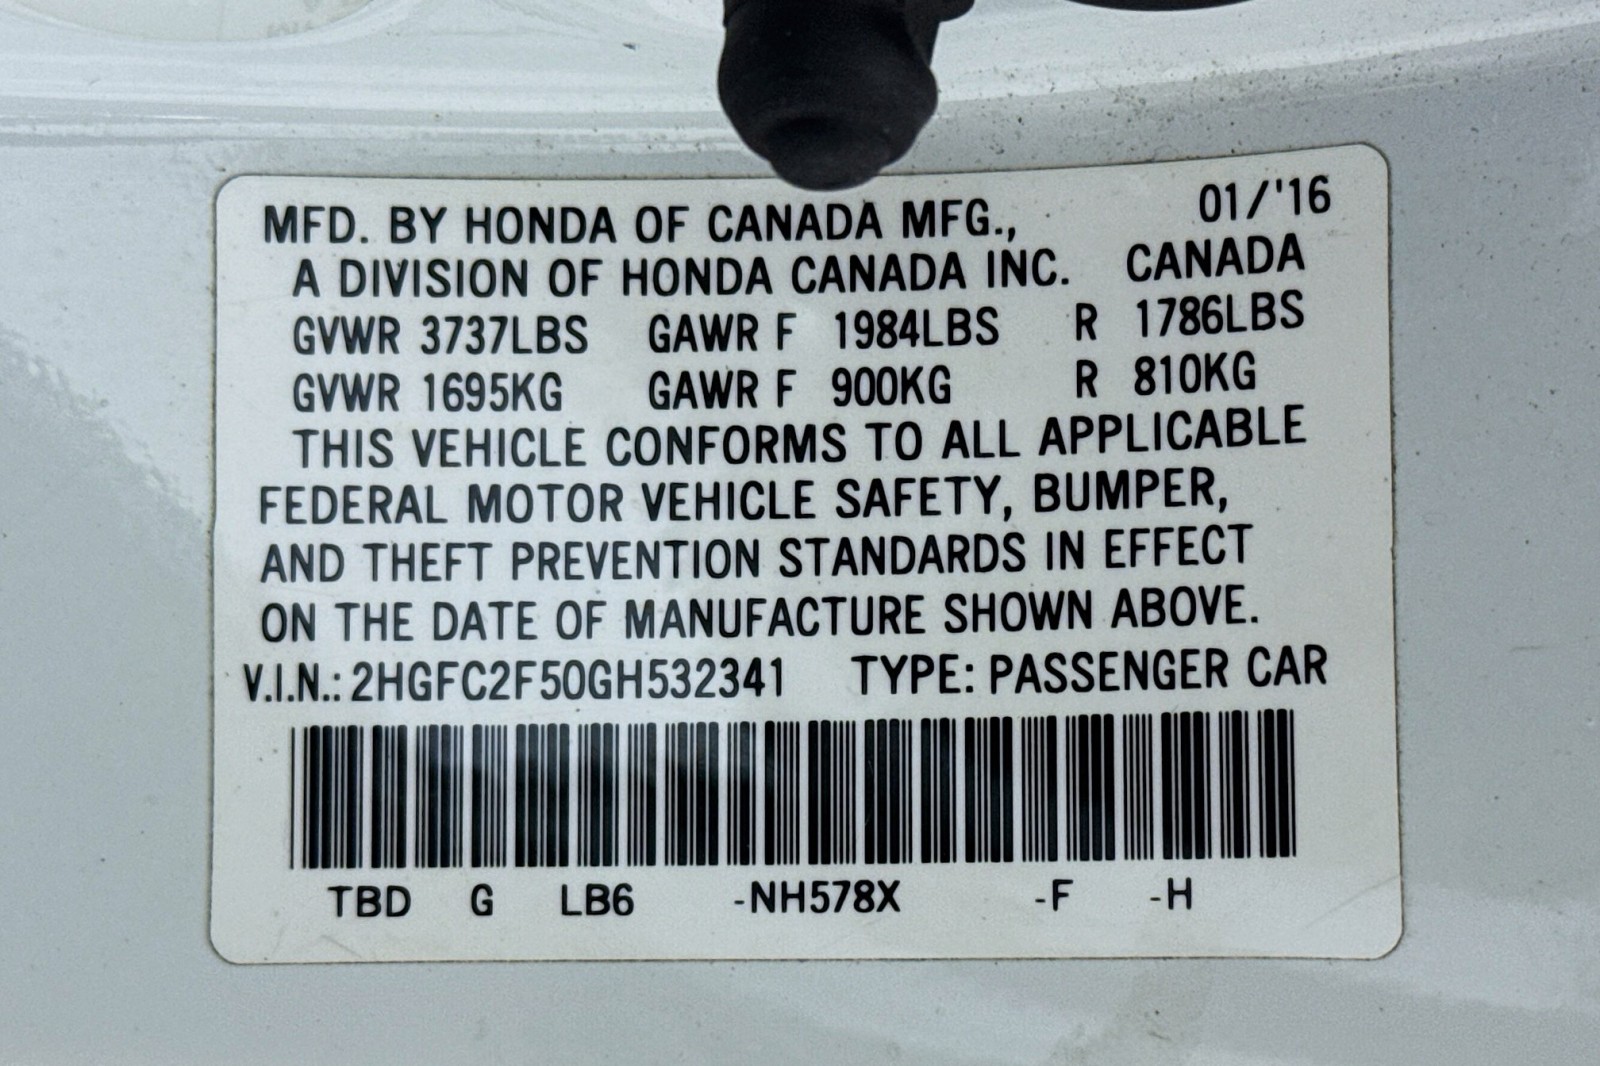 MFD. BY HONDA OF CANADA MFG., 01/'16
A DIVISION OF HONDA CANADA INC. CANADA
GVWR 3737LBS GAWR F 1984LBS R 1786LBS
GVWR 1695KG GAWR F 900KG R 810KG
THIS VEHICLE CONFORMS TO ALL APPLICABLE
FEDERAL MOTOR VEHICLE SAFETY, BUMPER,
AND THEFT PREVENTION STANDARDS IN EFFECT
ON THE DATE OF MANUFACTURE SHOWN ABOVE.
V.I.N.: 2HGFC2F50GH532341 TYPE: PASSENGER CAR
TBD G LB6 -NH578X -F -H